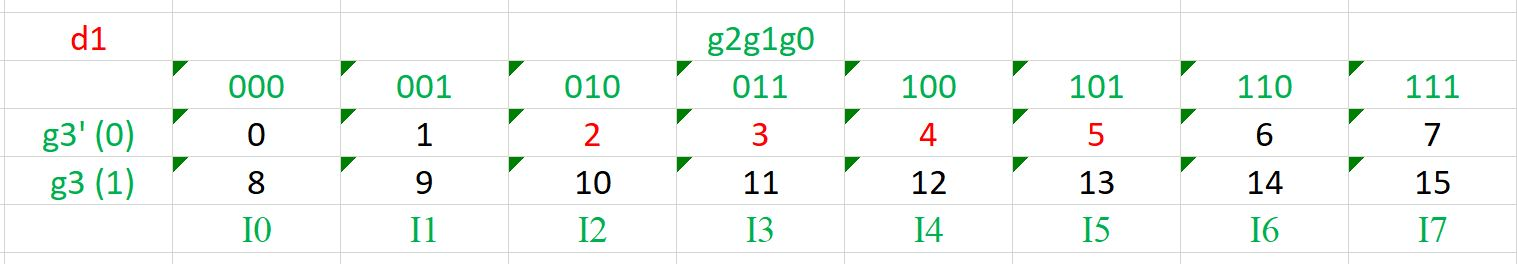 d1 g2g1g0
000 001 010 011 100 101 110 111
g3' (0) 0 1 2 3 4 5 6 7
g3 (1) 8 9 10 11 12 13 14 15
I0 I1 I2 I3 I4 I5 I6 I7